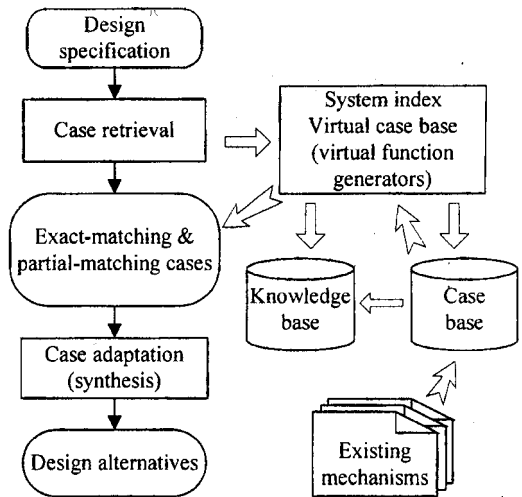 Design
specification
Case retrieval
System index
Virtual case base
(virtual function
generators)
Exact-matching &
partial-matching cases
Knowledge
base
Case
base
Case adaptation
(synthesis)
Design alternatives
Existing
mechanisms